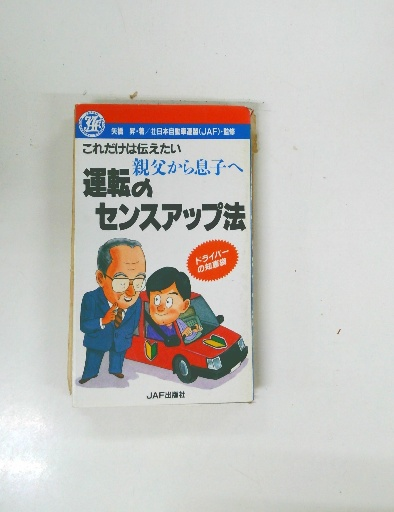 矢橋 昇・著/社日本自動車連盟(JAF)・監修
これだけは伝えたい
親父から息子へ
運転の
センスアップ法
ドライバー
の知恵袋
JAF出版社